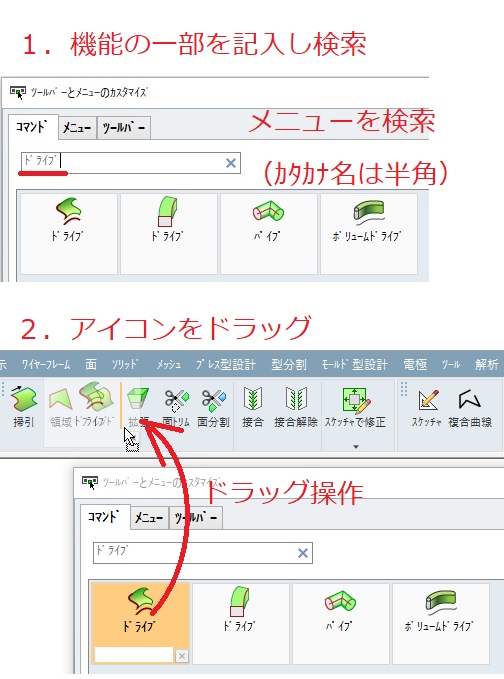 １．機能の一部を記入し検索
ﾂｰﾙﾊﾞｰとﾒﾆｭｰのｶｽﾀﾏｲｽﾞ
ｺﾏﾝﾄﾞ ﾒﾆｭｰ ﾂｰﾙﾊﾞｰ
メニューを検索
ﾄﾞﾗｲﾌﾞ
（ｶﾀｶﾅ名は半角）
ﾄﾞﾗｲﾌﾞ ﾄﾞﾗｲﾌﾞ ﾊﾟｲﾌﾟ ﾎﾞﾘｭｰﾑﾄﾞﾗｲﾌﾞ
２．アイコンをドラッグ
示 ﾜｲﾔｰﾌﾚｰﾑ 面 ｿﾘｯﾄﾞ ﾒｯｼｭ ﾌﾟﾚｽ型設計 型分割 ﾓｰﾙﾄﾞ型設計 電極 ﾂｰﾙ 解析
掃引 領域 ﾄﾞﾗｲﾌﾞ 拡張 面ﾄﾘﾑ 面分割 接合 接合解除 ｽｹｯﾁｬで修正 ｽｹｯﾁｬ 複合曲線
ﾂｰﾙﾊﾞｰとﾒﾆｭｰのｶｽﾀﾏｲｽﾞ
ドラッグ操作
ｺﾏﾝﾄﾞ ﾒﾆｭｰ ﾂｰﾙﾊﾞｰ
ﾄﾞﾗｲﾌﾞ
ﾄﾞﾗｲﾌﾞ ﾄﾞﾗｲﾌﾞ ﾊﾟｲﾌﾟ ﾎﾞﾘｭｰﾑﾄﾞﾗｲﾌﾞ